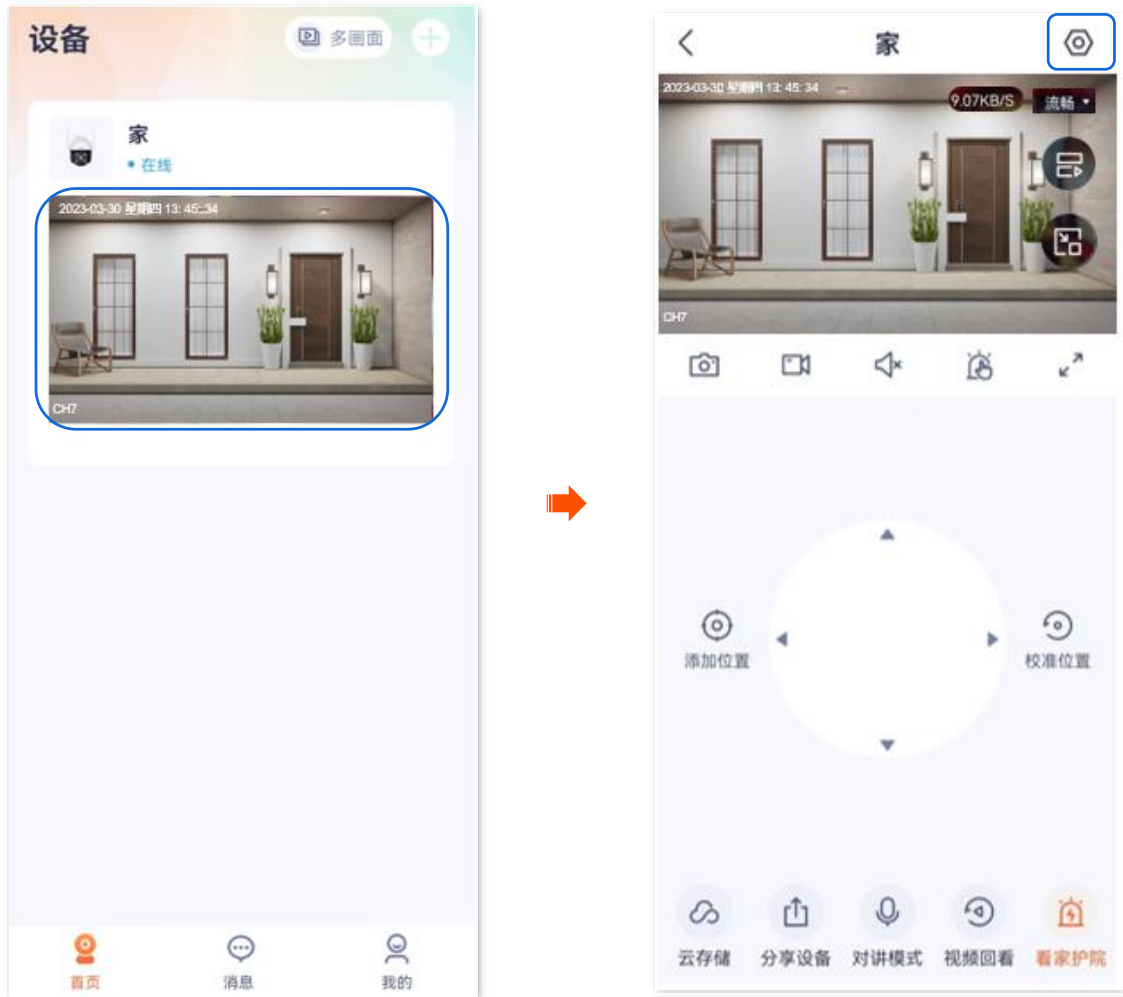 设备
多画面
家
在线
2023-03-30 星期四 13:45:34
CH7
首页
消息
我的
家
2023-03-30 星期四 13:45:34
9.07KB/S
流畅
CH7
添加位置
校准位置
云存储
分享设备
对讲模式
视频回看
看家护院